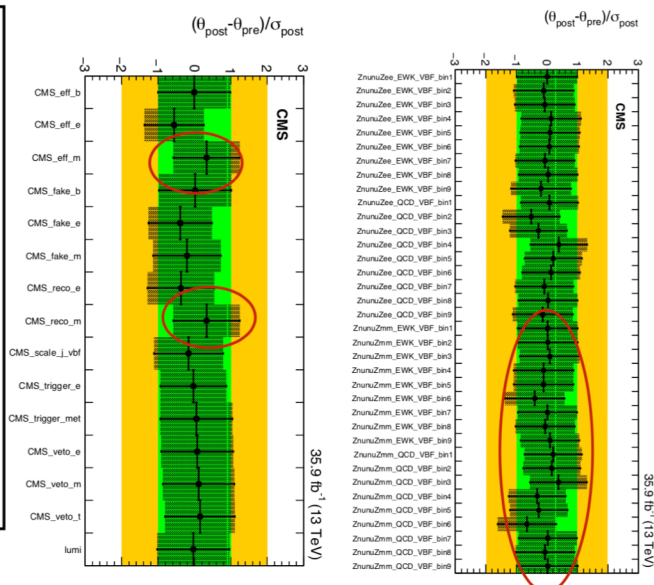 (θpost-θpre)/σpost
-3 -2 -1 0 1 2 3
CMS
CMS_eff_b
CMS_eff_e
CMS_eff_m
CMS_fake_b
CMS_fake_e
CMS_fake_m
CMS_reco_e
CMS_reco_m
CMS_scale_j_vbf
CMS_trigger_e
CMS_trigger_met
CMS_veto_e
CMS_veto_m
CMS_veto_t
lumi
35.9 fb-1 (13 TeV)
(θpost-θpre)/σpost
-3 -2 -1 0 1 2 3
CMS
ZnunuZee_EWK_VBF_bin1
ZnunuZee_EWK_VBF_bin2
ZnunuZee_EWK_VBF_bin3
ZnunuZee_EWK_VBF_bin4
ZnunuZee_EWK_VBF_bin5
ZnunuZee_EWK_VBF_bin6
ZnunuZee_EWK_VBF_bin7
ZnunuZee_EWK_VBF_bin8
ZnunuZee_EWK_VBF_bin9
ZnunuZee_QCD_VBF_bin1
ZnunuZee_QCD_VBF_bin2
ZnunuZee_QCD_VBF_bin3
ZnunuZee_QCD_VBF_bin4
ZnunuZee_QCD_VBF_bin5
ZnunuZee_QCD_VBF_bin6
ZnunuZee_QCD_VBF_bin7
ZnunuZee_QCD_VBF_bin8
ZnunuZee_QCD_VBF_bin9
ZnunuZmm_EWK_VBF_bin1
ZnunuZmm_EWK_VBF_bin2
ZnunuZmm_EWK_VBF_bin3
ZnunuZmm_EWK_VBF_bin4
ZnunuZmm_EWK_VBF_bin5
ZnunuZmm_EWK_VBF_bin6
ZnunuZmm_EWK_VBF_bin7
ZnunuZmm_EWK_VBF_bin8
ZnunuZmm_EWK_VBF_bin9
ZnunuZmm_QCD_VBF_bin1
ZnunuZmm_QCD_VBF_bin2
ZnunuZmm_QCD_VBF_bin3
ZnunuZmm_QCD_VBF_bin4
ZnunuZmm_QCD_VBF_bin5
ZnunuZmm_QCD_VBF_bin6
ZnunuZmm_QCD_VBF_bin7
ZnunuZmm_QCD_VBF_bin8
ZnunuZmm_QCD_VBF_bin9
35.9 fb-1 (13 TeV)